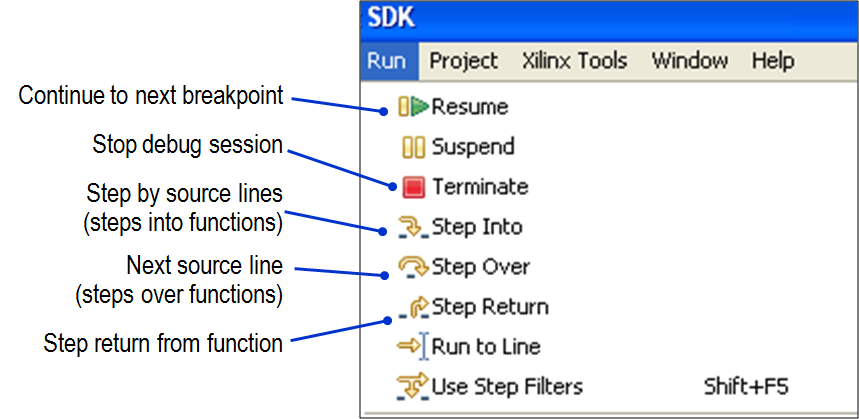 SDK
Run Project Xilinx Tools Window Help
Continue to next breakpoint
Resume
Stop debug session
Suspend
Terminate
Step by source lines
(steps into functions)
Step Into
Next source line
(steps over functions)
Step Over
Step return from function
Step Return
Run to Line
Use Step Filters Shift+F5